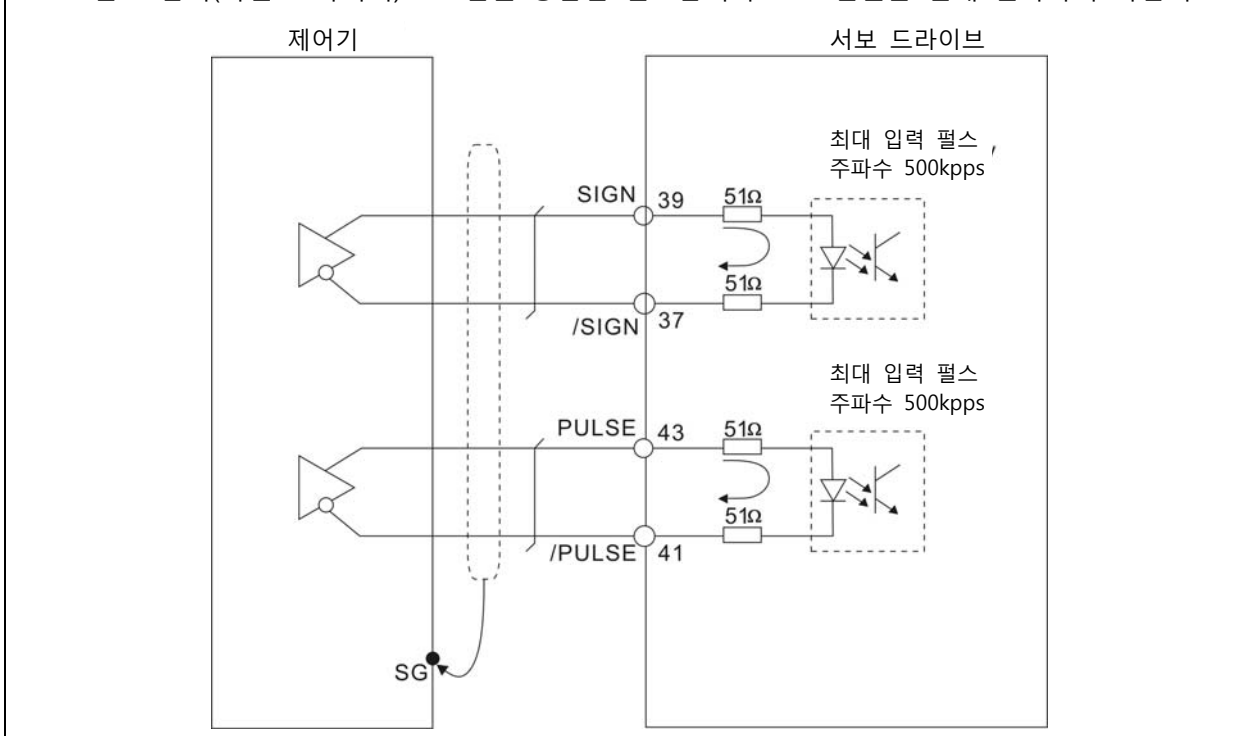 제어기
서보 드라이브
최대 입력 펄스
주파수 500kpps
SIGN 39 51Ω
51Ω
/SIGN 37
최대 입력 펄스
주파수 500kpps
PULSE 43 51Ω
51Ω
/PULSE 41
SG